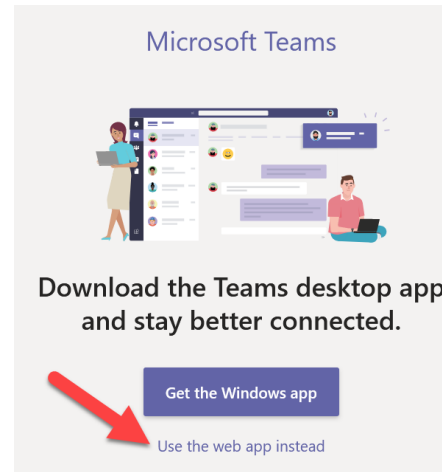 Microsoft Teams
Download the Teams desktop app
and stay better connected.
Get the Windows app
Use the web app instead